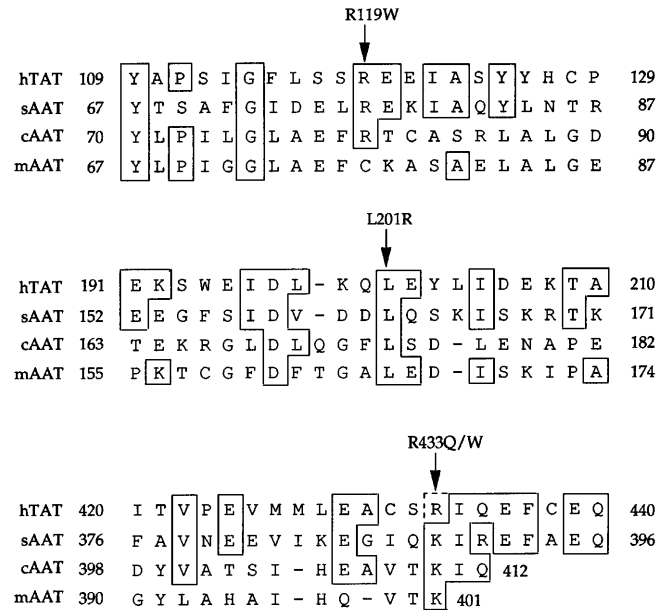 R119W
hTAT 109 Y A P S I G F L S S R E E I A S Y Y H C P 129
sAAT 67 Y T S A F G I D E L R E K I A Q Y L N T R 87
cAAT 70 Y L P I L G L A E F R T C A S R L A L G D 90
mAAT 67 Y L P I G G L A E F C K A S A E L A L G E 87
L201R
hTAT 191 E K S W E I D L - K Q L E Y L I D E K T A 210
sAAT 152 E E G F S I D V - D D L Q S K I S K R T K 171
cAAT 163 T E K R G L D L Q G F L S D - L E N A P E 182
mAAT 155 P K T C G F D F T G A L E D - I S K I P A 174
R433Q/W
hTAT 420 I T V P E V M M L E A C S R I Q E F C E Q 440
sAAT 376 F A V N E E V I K E G I Q K I R E F A E Q 396
cAAT 398 D Y V A T S I - H E A V T K I Q 412
mAAT 390 G Y L A H A I - H Q - V T K 401